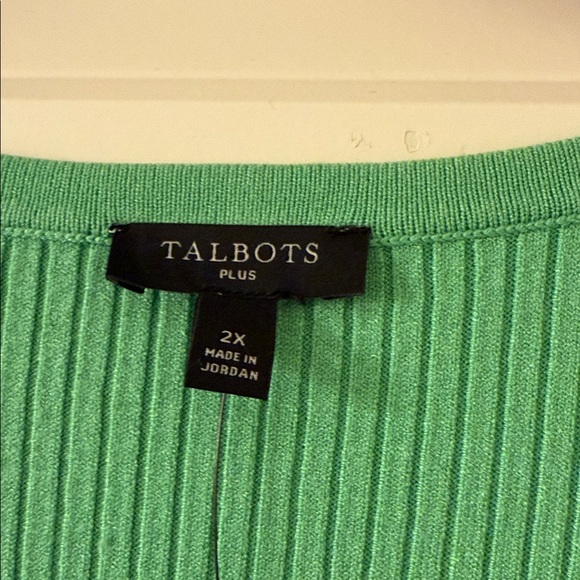 TALBOTS
PLUS
2X
MADE IN
JORDAN